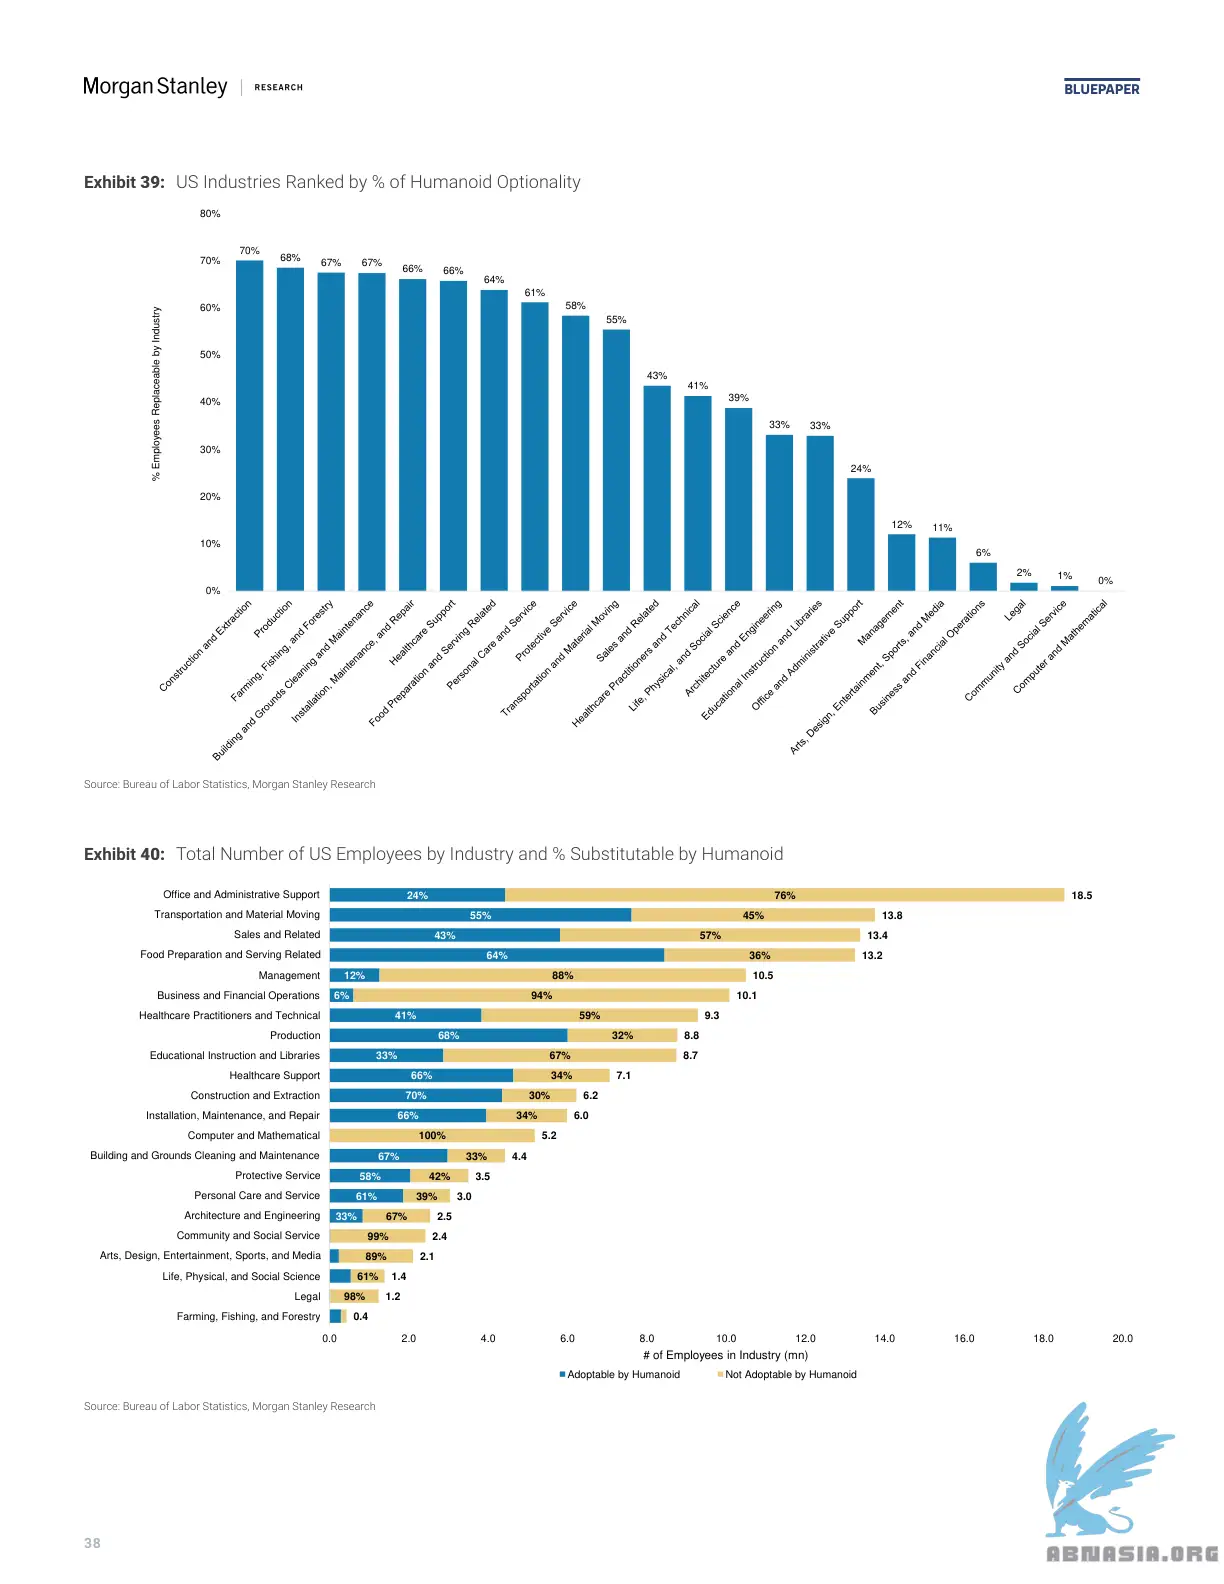 Morgan Stanley | RESEARCH
BLUEPAPER
Exhibit 39: US Industries Ranked by % of Humanoid Optionality
% Employees Replaceable by Industry
80%
70%
60%
50%
40%
30%
20%
10%
0%
70%
68%
67%
67%
66%
66%
64%
61%
58%
55%
43%
41%
39%
33%
33%
24%
12%
11%
6%
2%
1%
0%
Construction and Extraction
Production
Farming, Fishing, and Forestry
Building and Grounds Cleaning and Maintenance
Installation, Maintenance, and Repair
Healthcare Support
Food Preparation and Serving Related
Personal Care and Service
Protective Service
Transportation and Material Moving
Sales and Related
Healthcare Practitioners and Technical
Life, Physical, and Social Science
Architecture and Engineering
Educational Instruction and Libraries
Office and Administrative Support
Management
Arts, Design, Entertainment, Sports, and Media
Business and Financial Operations
Legal
Community and Social Service
Computer and Mathematical
Source: Bureau of Labor Statistics, Morgan Stanley Research
Exhibit 40: Total Number of US Employees by Industry and % Substitutable by Humanoid
Office and Administrative Support 24% 76% 18.5
Transportation and Material Moving 55% 45% 13.8
Sales and Related 43% 57% 13.4
Food Preparation and Serving Related 64% 36% 13.2
Management 12% 88% 10.5
Business and Financial Operations 6% 94% 10.1
Healthcare Practitioners and Technical 41% 59% 9.3
Production 68% 32% 8.8
Educational Instruction and Libraries 33% 67% 8.7
Healthcare Support 66% 34% 7.1
Construction and Extraction 70% 30% 6.2
Installation, Maintenance, and Repair 66% 34% 6.0
Computer and Mathematical 100% 5.2
Building and Grounds Cleaning and Maintenance 67% 33% 4.4
Protective Service 58% 42% 3.5
Personal Care and Service 61% 39% 3.0
Architecture and Engineering 33% 67% 2.5
Community and Social Service 99% 2.4
Arts, Design, Entertainment, Sports, and Media 89% 2.1
Life, Physical, and Social Science 61% 1.4
Legal 98% 1.2
Farming, Fishing, and Forestry 0.4
0.0 2.0 4.0 6.0 8.0 10.0 12.0 14.0 16.0 18.0 20.0
# of Employees in Industry (mn)
Adoptable by Humanoid Not Adoptable by Humanoid
Source: Bureau of Labor Statistics, Morgan Stanley Research
38
ABNASIA.ORG